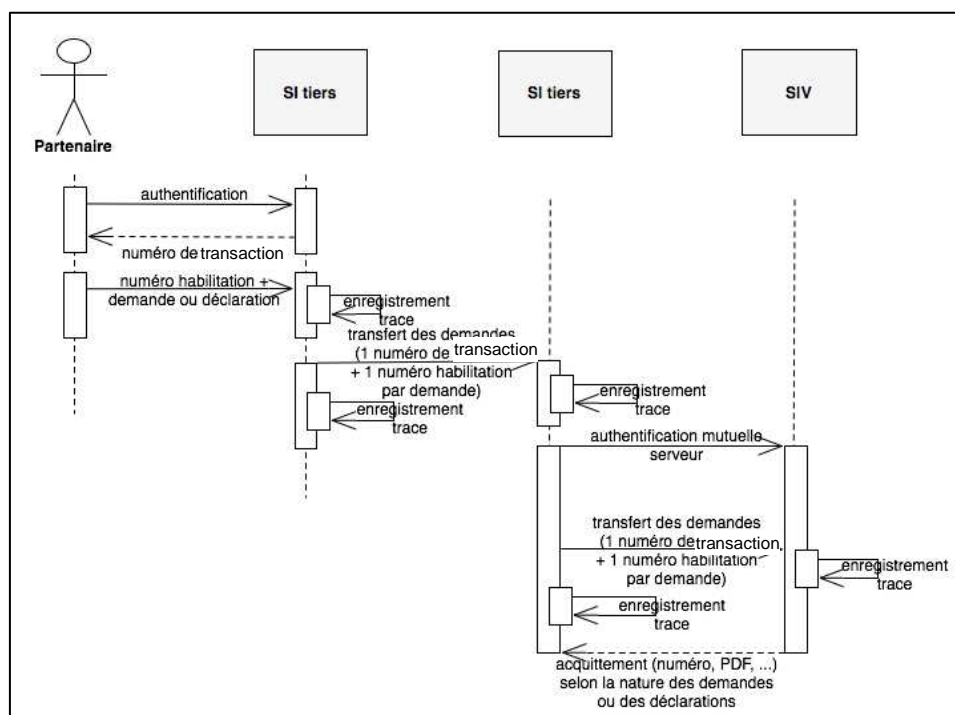 Partenaire
SI tiers
SI tiers
SIV
authentification
numéro de transaction
numéro habilitation +
demande ou déclaration
enregistrement
trace
transfert des demandes
(1 numéro de transaction
+ 1 numéro habilitation
par demande)
enregistrement
trace
enregistrement
trace
authentification mutuelle
serveur
transfert des demandes
(1 numéro de transaction
+ 1 numéro habilitation
par demande)
enregistrement
trace
enregistrement
trace
acquittement (numéro, PDF, ...)
selon la nature des demandes
ou des déclarations